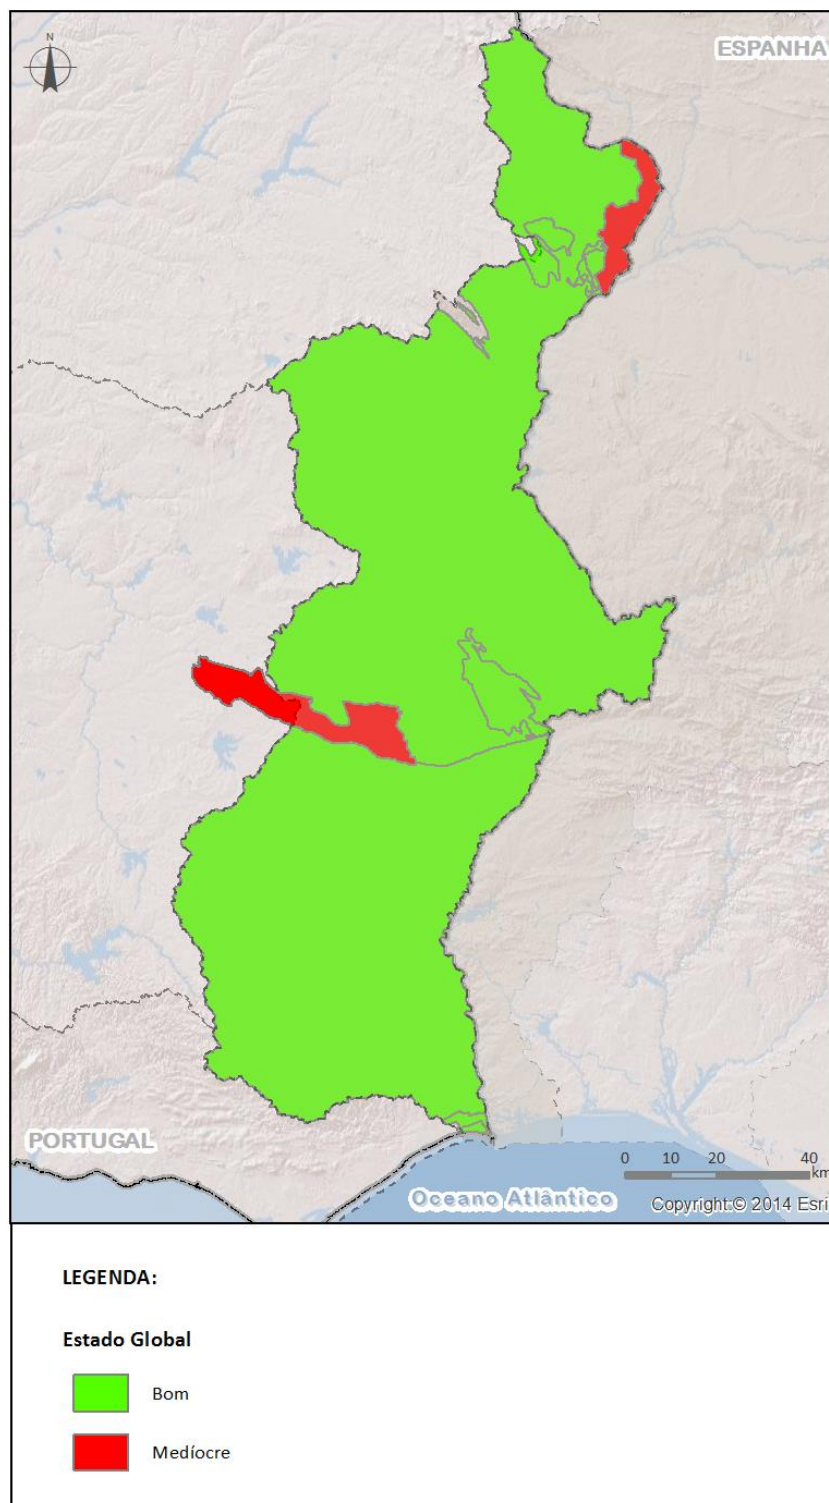 N
ESPANHA
PORTUGAL
0 10 20 40
km
Oceano Atlântico
Copyright:© 2014 Esri
LEGENDA:
Estado Global
Bom
Medíocre